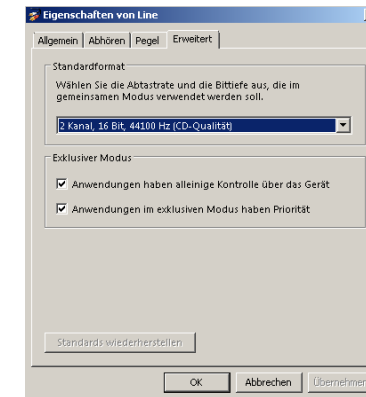 Eigenschaften von Line
Allgemein Abhören Pegel Erweitert
Standardformat
Wählen Sie die Abtastrate und die Bittiefe aus, die im
gemeinsamen Modus verwendet werden soll.
2 Kanal, 16 Bit, 44100 Hz (CD-Qualität)
Exklusiver Modus
Anwendungen haben alleinige Kontrolle über das Gerät
Anwendungen im exklusiven Modus haben Priorität
Standards wiederherstellen
OK Abbrechen Übernehmen